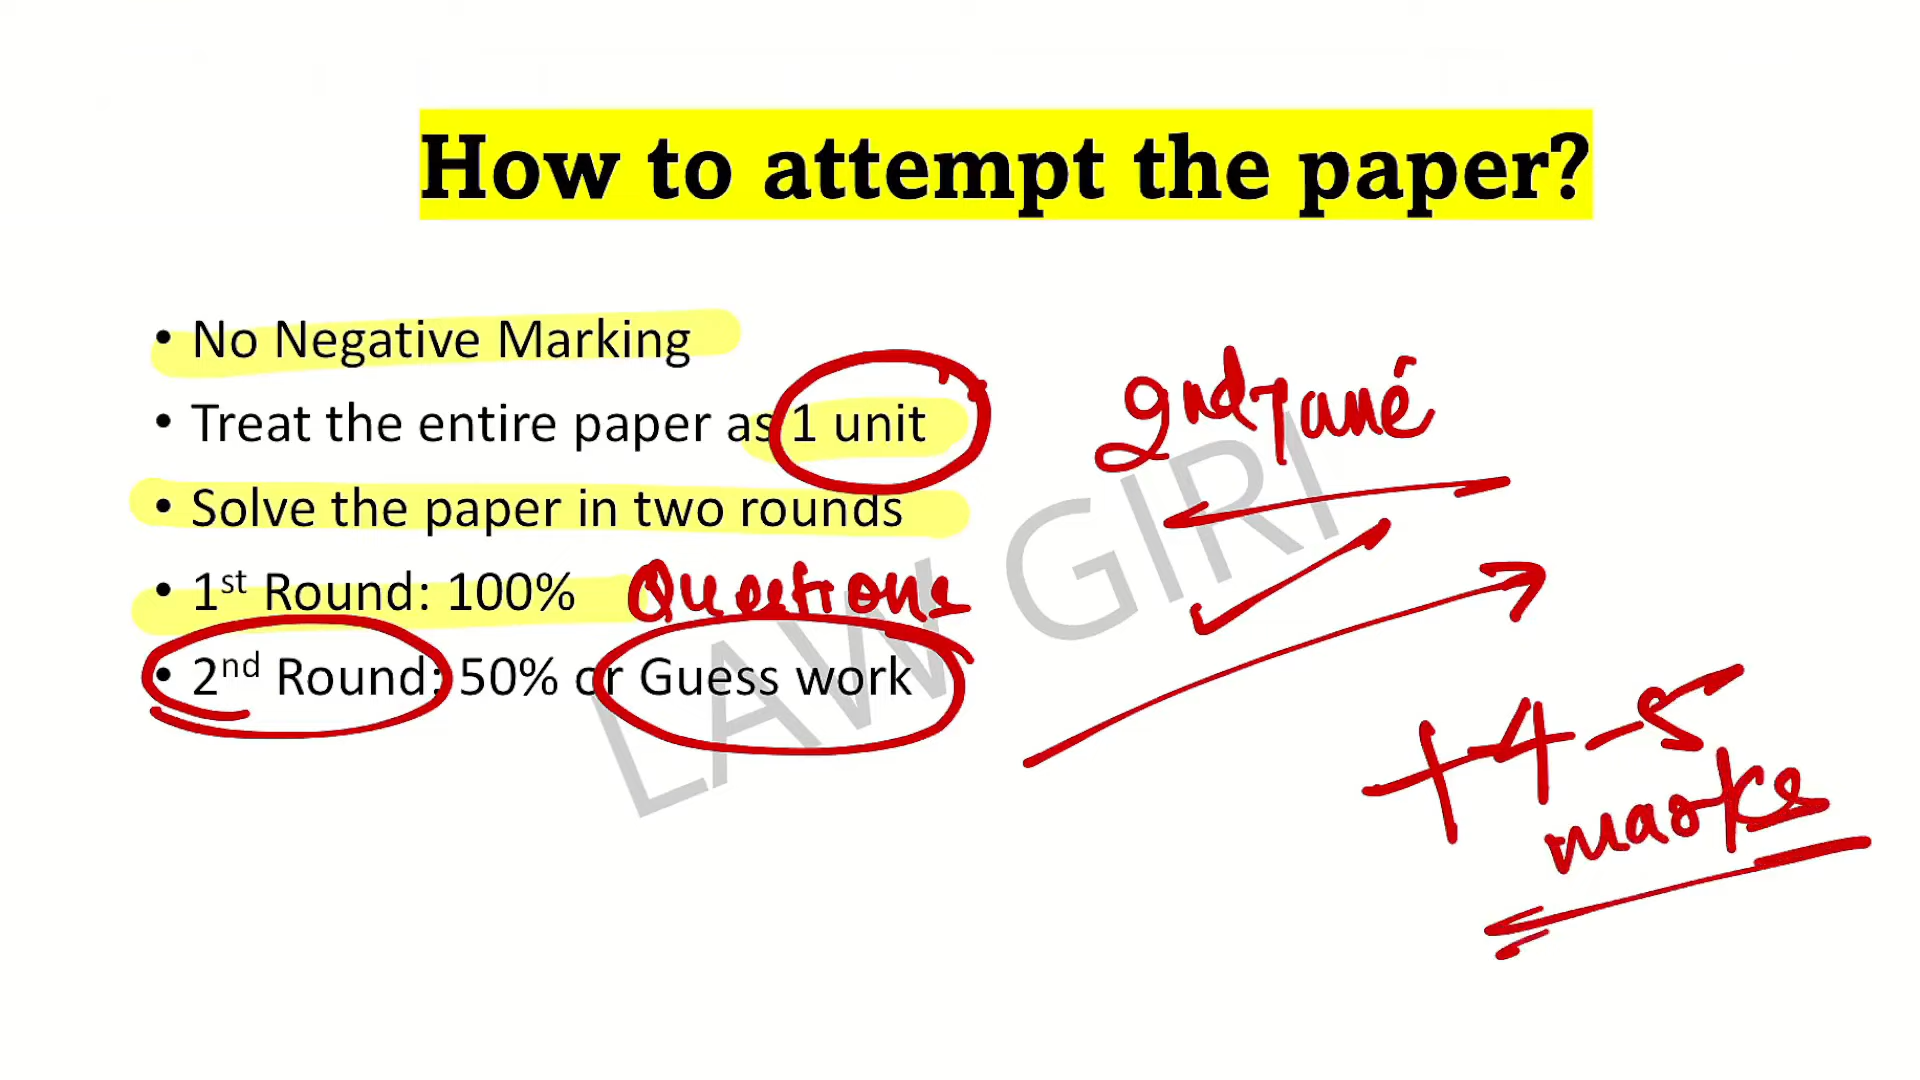 How to attempt the paper?
• No Negative Marking
• Treat the entire paper as 1 unit
• Solve the paper in two rounds
• 1st Round: 100% Questions
• 2nd Round: 50% or Guess work
2nd
+4-5
marks
LAW GIRI